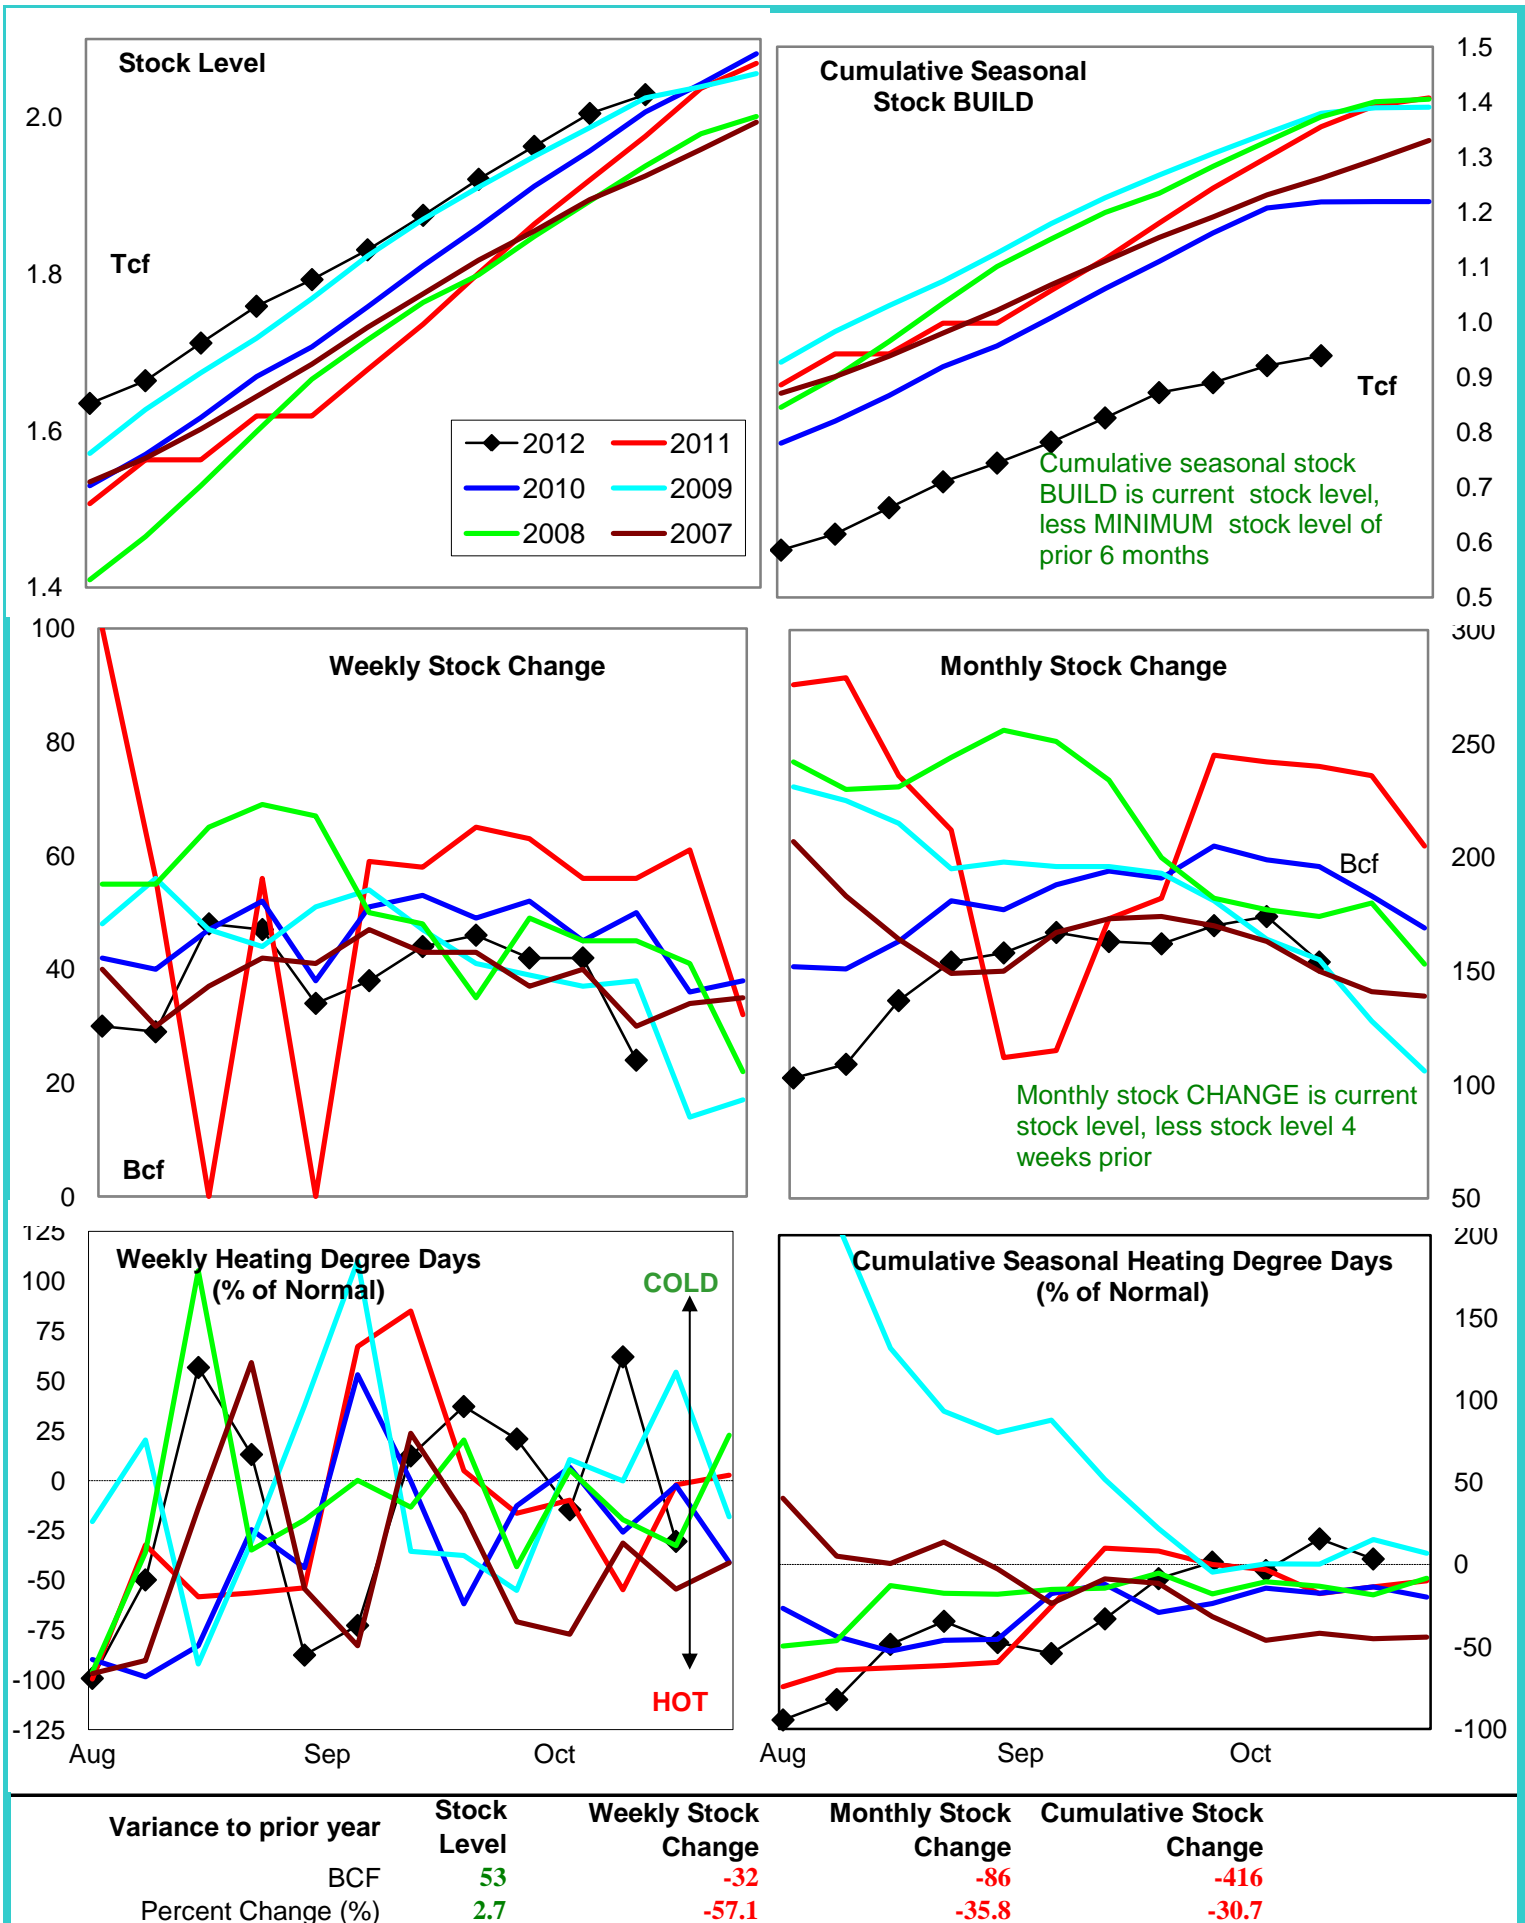 Stock Level
2.0
1.8
1.6
1.4
Tcf
2012 2011
2010 2009
2008 2007
Cumulative Seasonal
Stock BUILD
1.5
1.4
1.3
1.2
1.1
1.0
0.9
0.8
0.7
0.6
0.5
Tcf
Cumulative seasonal stock
BUILD is current stock level,
less MINIMUM stock level of
prior 6 months
Weekly Stock Change
100
80
60
40
20
0
Bcf
Monthly Stock Change
300
250
200
150
100
50
Bcf
Monthly stock CHANGE is current
stock level, less stock level 4
weeks prior
Weekly Heating Degree Days
(% of Normal)
125
100
75
50
25
0
-25
-50
-75
-100
-125
COLD
HOT
Aug Sep Oct
Cumulative Seasonal Heating Degree Days
(% of Normal)
200
150
100
50
0
-50
-100
Aug Sep Oct
Variance to prior year
Stock
Level
Weekly Stock
Change
Monthly Stock
Change
Cumulative Stock
Change
BCF 53 -32 -86 -416
Percent Change (%) 2.7 -57.1 -35.8 -30.7